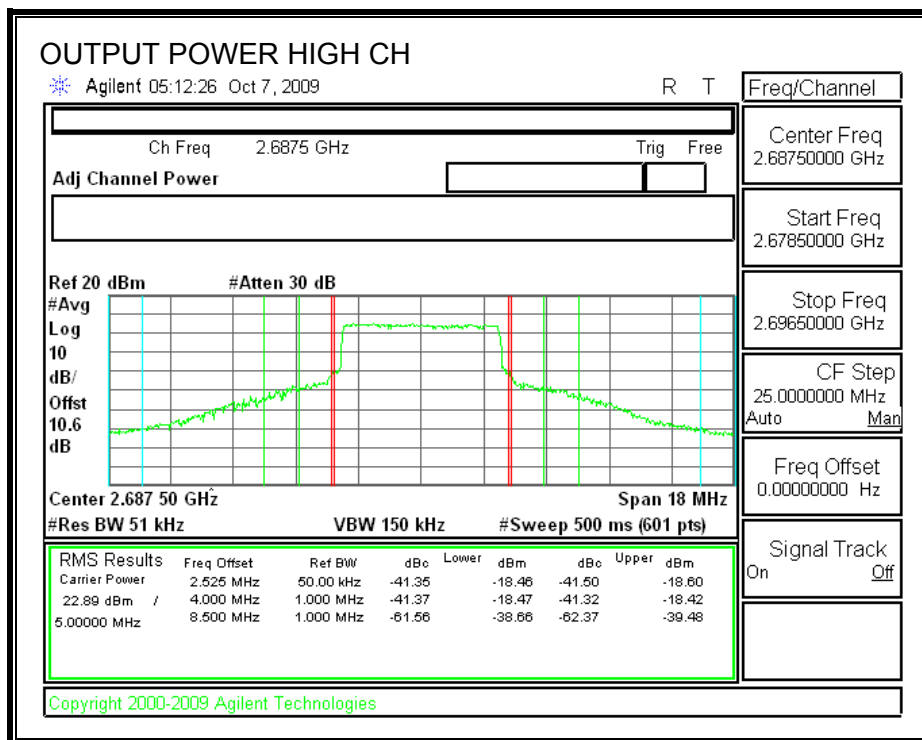 OUTPUT POWER HIGH CH
Agilent 05:12:26 Oct 7, 2009 R T
Freq/Channel
Ch Freq 2.6875 GHz Trig Free
Adj Channel Power
Center Freq
2.68750000 GHz
Start Freq
2.67850000 GHz
Stop Freq
2.69650000 GHz
CF Step
25.0000000 MHz
Auto Man
Freq Offset
0.00000000 Hz
Signal Track
On Off
Ref 20 dBm #Atten 30 dB
#Avg
Log
10
dB/
Offst
10.6
dB
Center 2.687 50 GHz Span 18 MHz
#Res BW 51 kHz VBW 150 kHz #Sweep 500 ms (601 pts)
RMS Results Freq Offset Ref BW dBc Lower dBm dBc Upper dBm
Carrier Power 2.525 MHz 50.00 kHz -41.35 -18.46 -41.50 -18.60
22.89 dBm / 4.000 MHz 1.000 MHz -41.37 -18.47 -41.32 -18.42
5.00000 MHz 8.500 MHz 1.000 MHz -61.56 -38.66 -62.37 -39.48
Copyright 2000-2009 Agilent Technologies